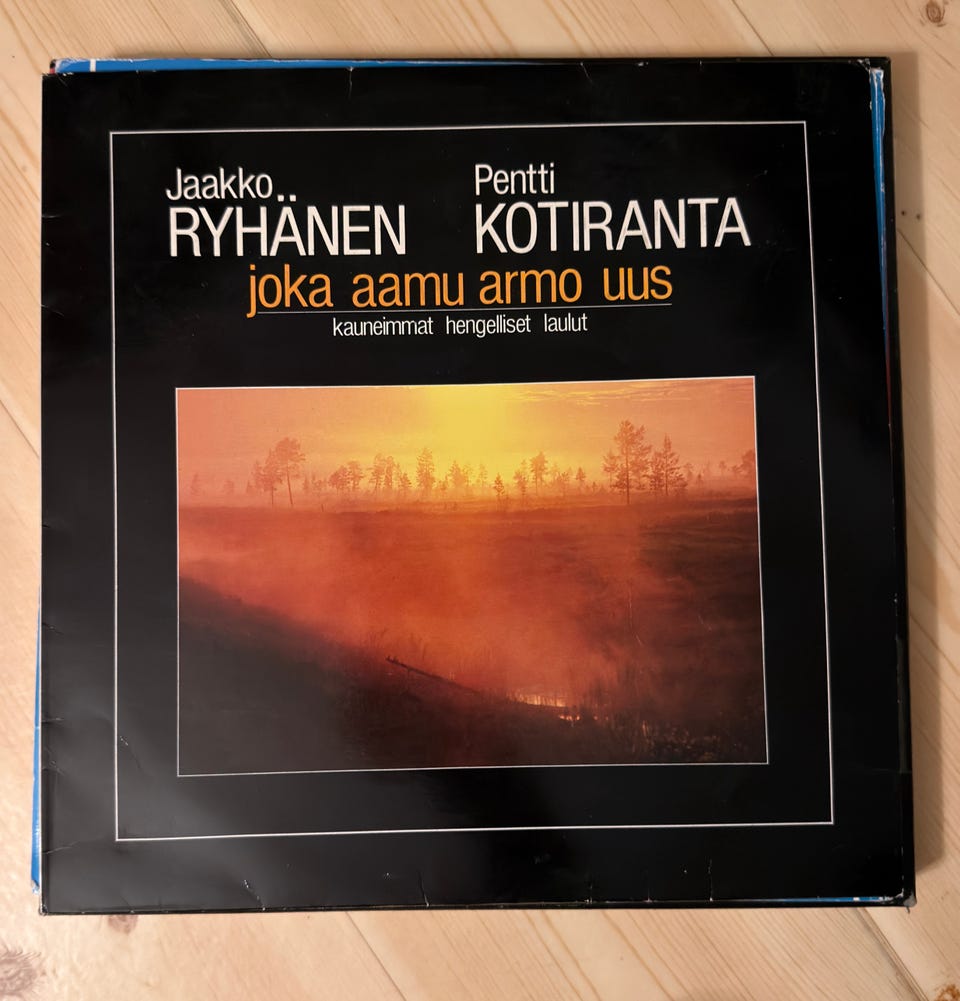 Jaakko
RYHÄNEN
Pentti
KOTIRANTA
joka aamu armo uus
kauneimmat hengelliset laulut